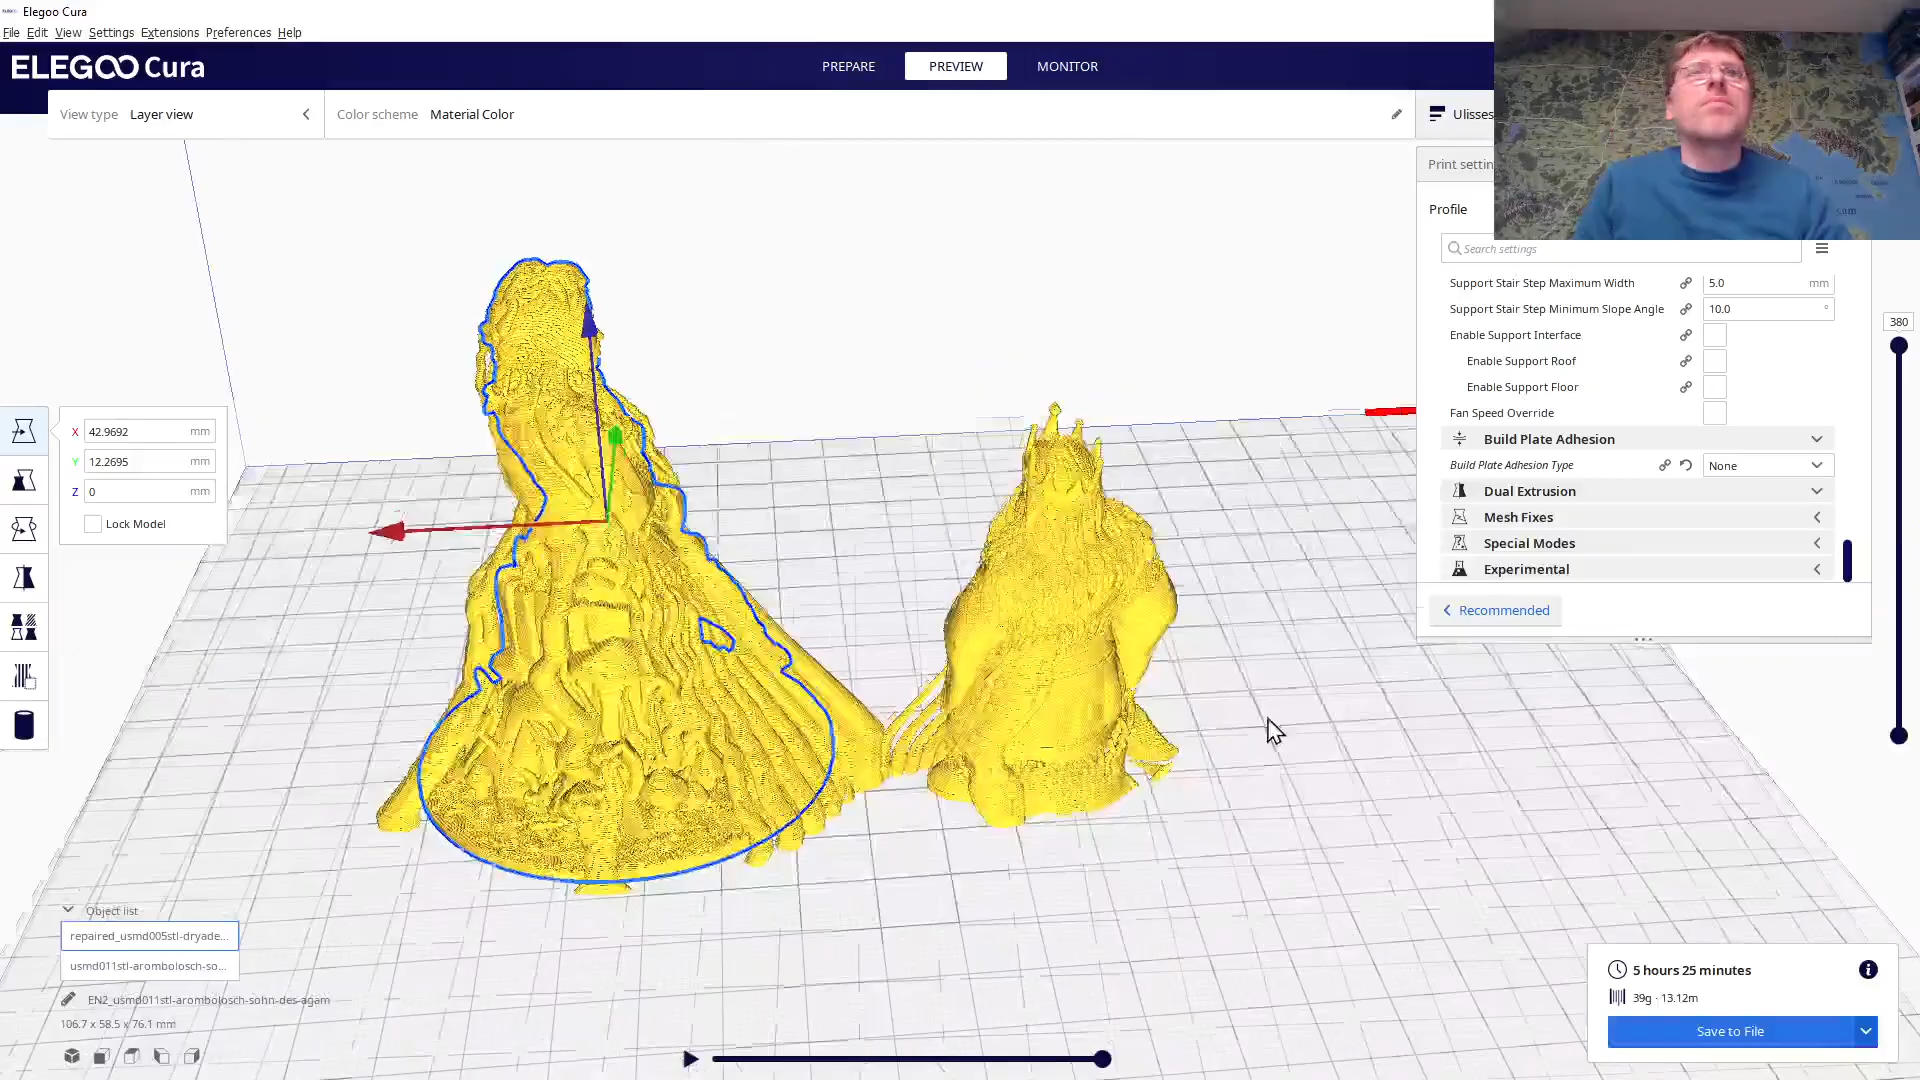 Elegoo Cura
File Edit View Settings Extensions Preferences Help
ELEGOO Cura
PREPARE PREVIEW MONITOR
View type Layer view
Color scheme Material Color
Ulisses
Print settin
Profile
Search settings
Support Stair Step Maximum Width 5.0 mm
Support Stair Step Minimum Slope Angle 10.0 °
Enable Support Interface
Enable Support Roof
Enable Support Floor
Fan Speed Override
Build Plate Adhesion
Build Plate Adhesion Type None
Dual Extrusion
Mesh Fixes
Special Modes
Experimental
Recommended
380
X 42.9692 mm
Y 12.2695 mm
Z 0 mm
Lock Model
Object list
repaired_usmd005stl-dryade...
usmd011stl-arombolosch-so...
EN2_usmd011stl-arombolosch-sohn-des-agam
106.7 x 58.5 x 76.1 mm
5 hours 25 minutes
39g · 13.12m
Save to File